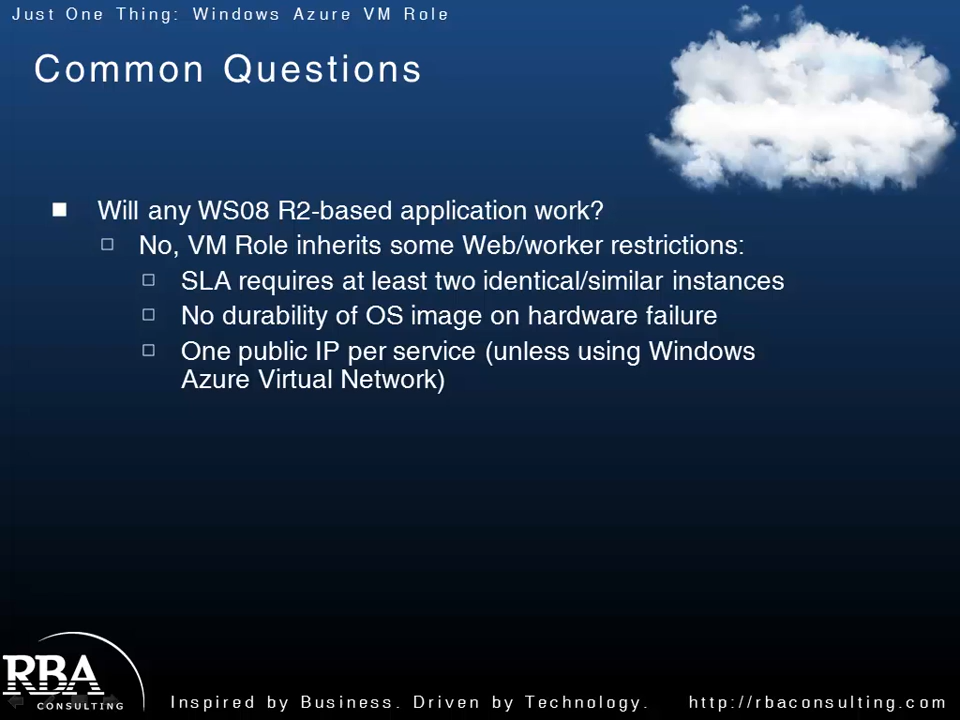 Just One Thing: Windows Azure VM Role
Common Questions
Will any WS08 R2-based application work?
No, VM Role inherits some Web/worker restrictions:
SLA requires at least two identical/similar instances
No durability of OS image on hardware failure
One public IP per service (unless using Windows
Azure Virtual Network)
RBA
CONSULTING
Inspired by Business. Driven by Technology.
http://rbaconsulting.com